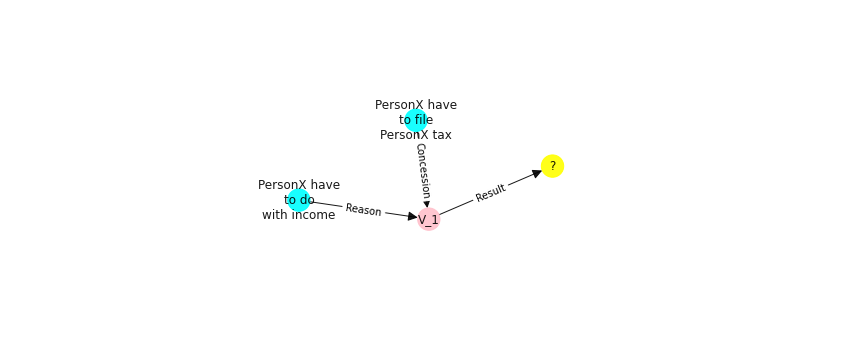 PersonX have
to file
PersonX tax
Concession
?
PersonX have
to do
with income
Reason
V_1
Result